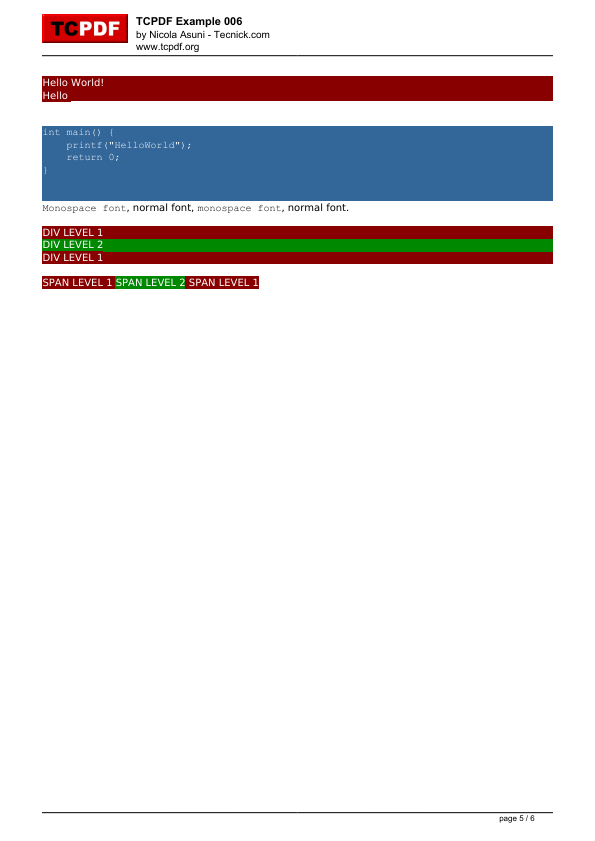 TCPDF
TCPDF Example 006
by Nicola Asuni - Tecnick.com
www.tcpdf.org
Hello World!
Hello
int main() {
    printf("HelloWorld");
    return 0;
}
Monospace font, normal font, monospace font, normal font.
DIV LEVEL 1
DIV LEVEL 2
DIV LEVEL 1
SPAN LEVEL 1 SPAN LEVEL 2 SPAN LEVEL 1
page 5 / 6